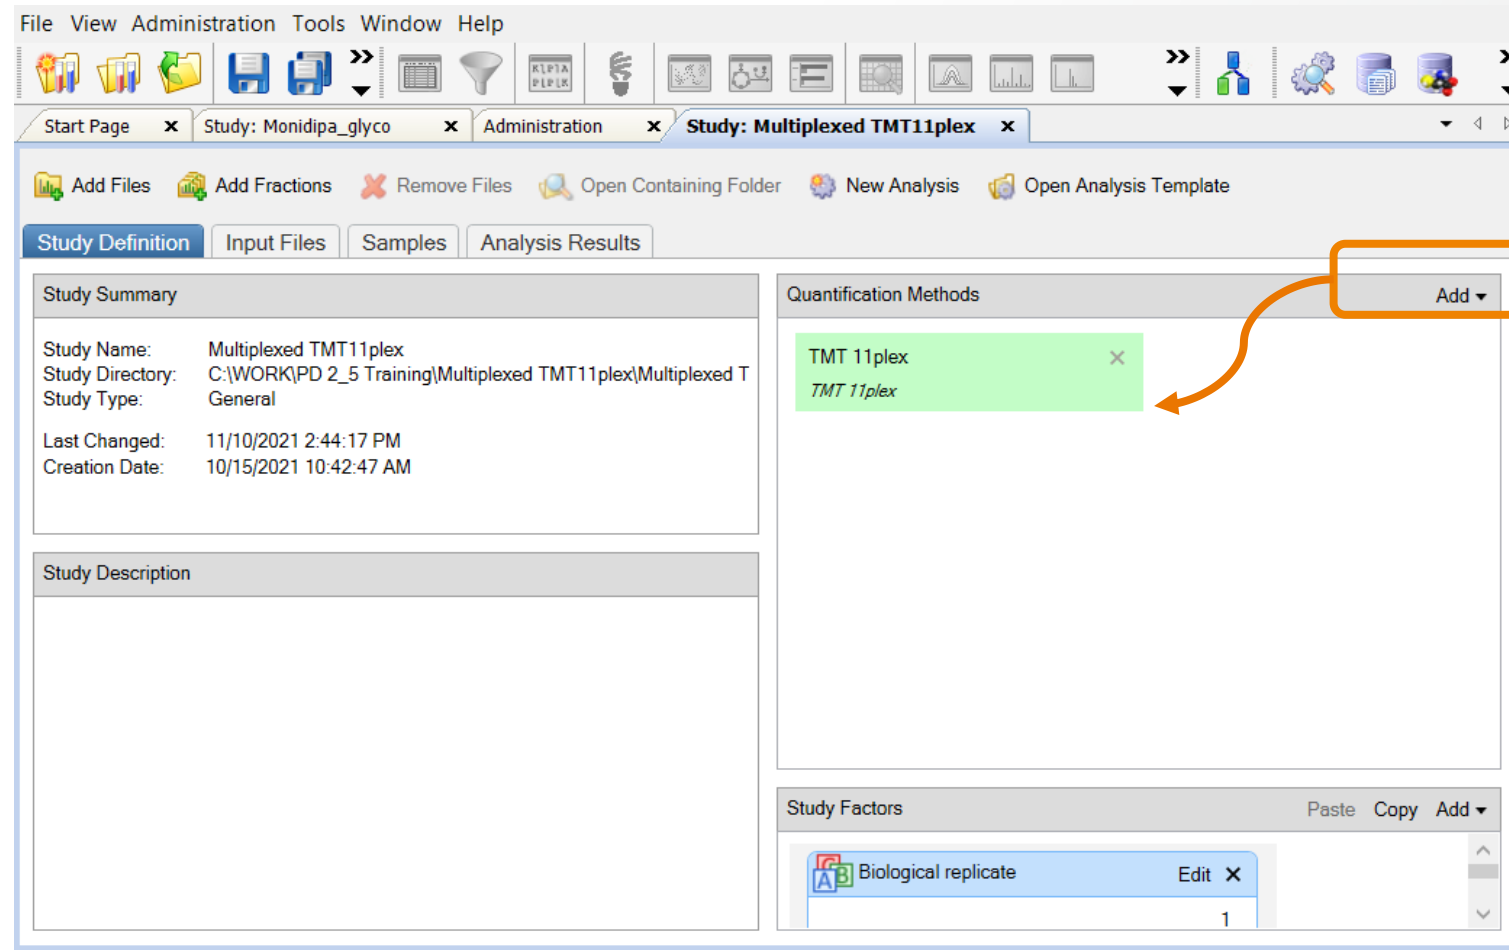 File View Administration Tools Window Help
Start Page x Study: Monidipa_glyco x Administration x Study: Multiplexed TMT11plex x
Add Files Add Fractions Remove Files Open Containing Folder New Analysis Open Analysis Template
Study Definition Input Files Samples Analysis Results
Study Summary
Study Name: Multiplexed TMT11plex
Study Directory: C:\WORK\PD 2_5 Training\Multiplexed TMT11plex\Multiplexed T
Study Type: General
Last Changed: 11/10/2021 2:44:17 PM
Creation Date: 10/15/2021 10:42:47 AM
Study Description
Quantification Methods Add
TMT 11plex
TMT 11plex
Study Factors Paste Copy Add
Biological replicate Edit
1